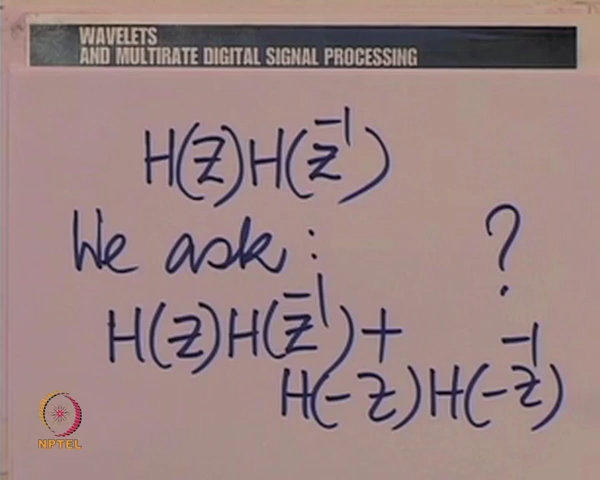 WAVELETS
AND MULTIRATE DIGITAL SIGNAL PROCESSING
H(Z)H(Z⁻¹)
We ask : ?
H(Z)H(Z⁻¹)+
H(-Z)H(-Z⁻¹)
NPTEL